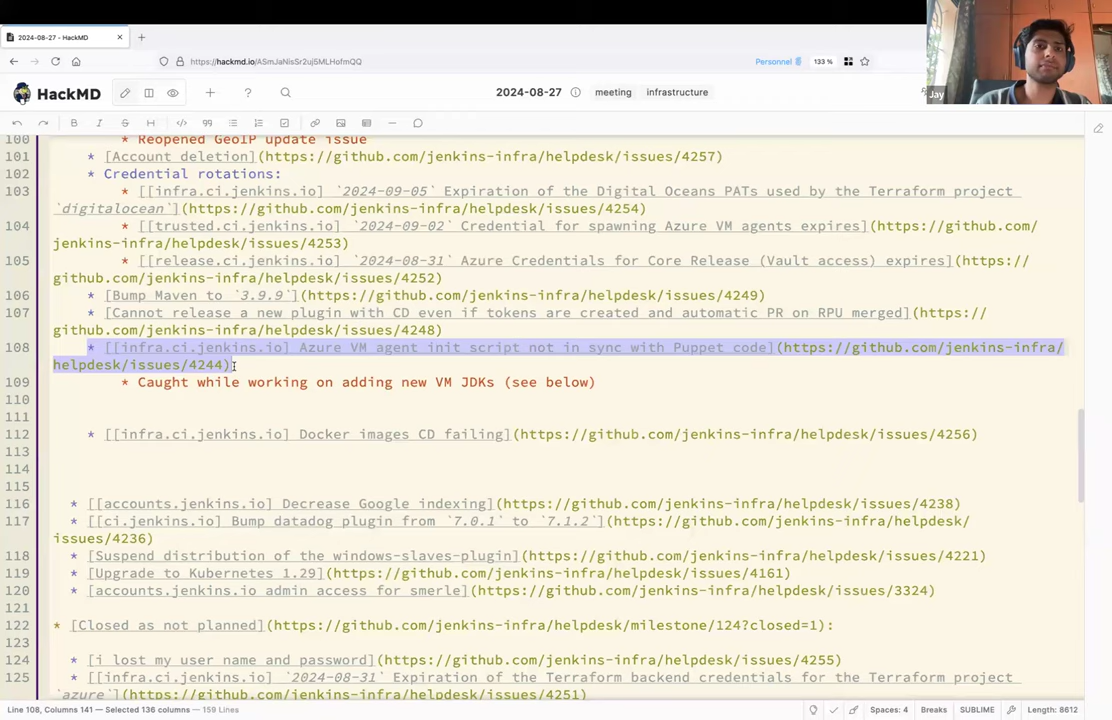 2024-08-27 - HackMD
https://hackmd.io/ASmJaNisSr2uj5MLHofmQQ
Personnel
133 %
HackMD
2024-08-27
meeting
infrastructure
Jay
100 * Reopened GeoIP update issue
101 * [Account deletion](https://github.com/jenkins-infra/helpdesk/issues/4257)
102 * Credential rotations:
103 * [[infra.ci.jenkins.io] `2024-09-05` Expiration of the Digital Oceans PATs used by the Terraform project
`digitalocean`](https://github.com/jenkins-infra/helpdesk/issues/4254)
104 * [[trusted.ci.jenkins.io] `2024-09-02` Credential for spawning Azure VM agents expires](https://github.com/
jenkins-infra/helpdesk/issues/4253)
105 * [[release.ci.jenkins.io] `2024-08-31` Azure Credentials for Core Release (Vault access) expires](https://
github.com/jenkins-infra/helpdesk/issues/4252)
106 * [Bump Maven to `3.9.9`](https://github.com/jenkins-infra/helpdesk/issues/4249)
107 * [Cannot release a new plugin with CD even if tokens are created and automatic PR on RPU merged](https://
github.com/jenkins-infra/helpdesk/issues/4248)
108 * [[infra.ci.jenkins.io] Azure VM agent init script not in sync with Puppet code](https://github.com/jenkins-infra/
helpdesk/issues/4244)
109 * Caught while working on adding new VM JDKs (see below)
110
111
112 * [[infra.ci.jenkins.io] Docker images CD failing](https://github.com/jenkins-infra/helpdesk/issues/4256)
113
114
115
116 * [[accounts.jenkins.io] Decrease Google indexing](https://github.com/jenkins-infra/helpdesk/issues/4238)
117 * [[ci.jenkins.io] Bump datadog plugin from `7.0.1` to `7.1.2`](https://github.com/jenkins-infra/helpdesk/
issues/4236)
118 * [Suspend distribution of the windows-slaves-plugin](https://github.com/jenkins-infra/helpdesk/issues/4221)
119 * [Upgrade to Kubernetes 1.29](https://github.com/jenkins-infra/helpdesk/issues/4161)
120 * [accounts.jenkins.io admin access for smerle](https://github.com/jenkins-infra/helpdesk/issues/3324)
121
122 * [Closed as not planned](https://github.com/jenkins-infra/helpdesk/milestone/124?closed=1):
123
124 * [i lost my user name and password](https://github.com/jenkins-infra/helpdesk/issues/4255)
125 * [[infra.ci.jenkins.io] `2024-08-31` Expiration of the Terraform backend credentials for the Terraform project
`azure`](https://github.com/jenkins-infra/helpdesk/issues/4251)
Line 108, Columns 141 — Selected 136 columns — 159 Lines
Spaces: 4
Breaks
SUBLIME
Length: 8612